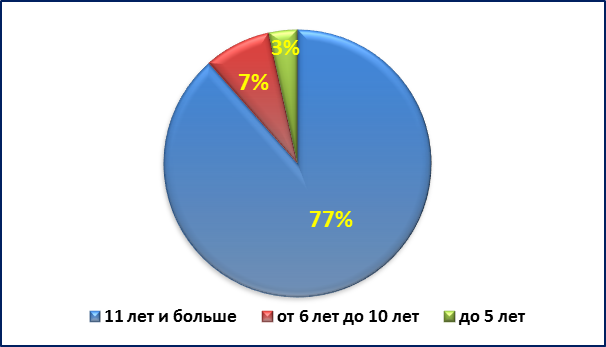 3%
7%
77%
11 лет и больше от 6 лет до 10 лет до 5 лет